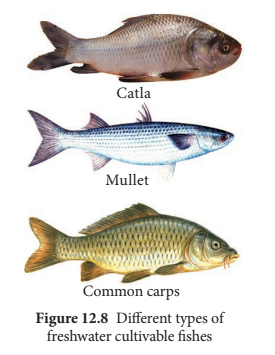 Catla
Mullet
Common carps
Figure 12.8 Different types of
freshwater cultivable fishes